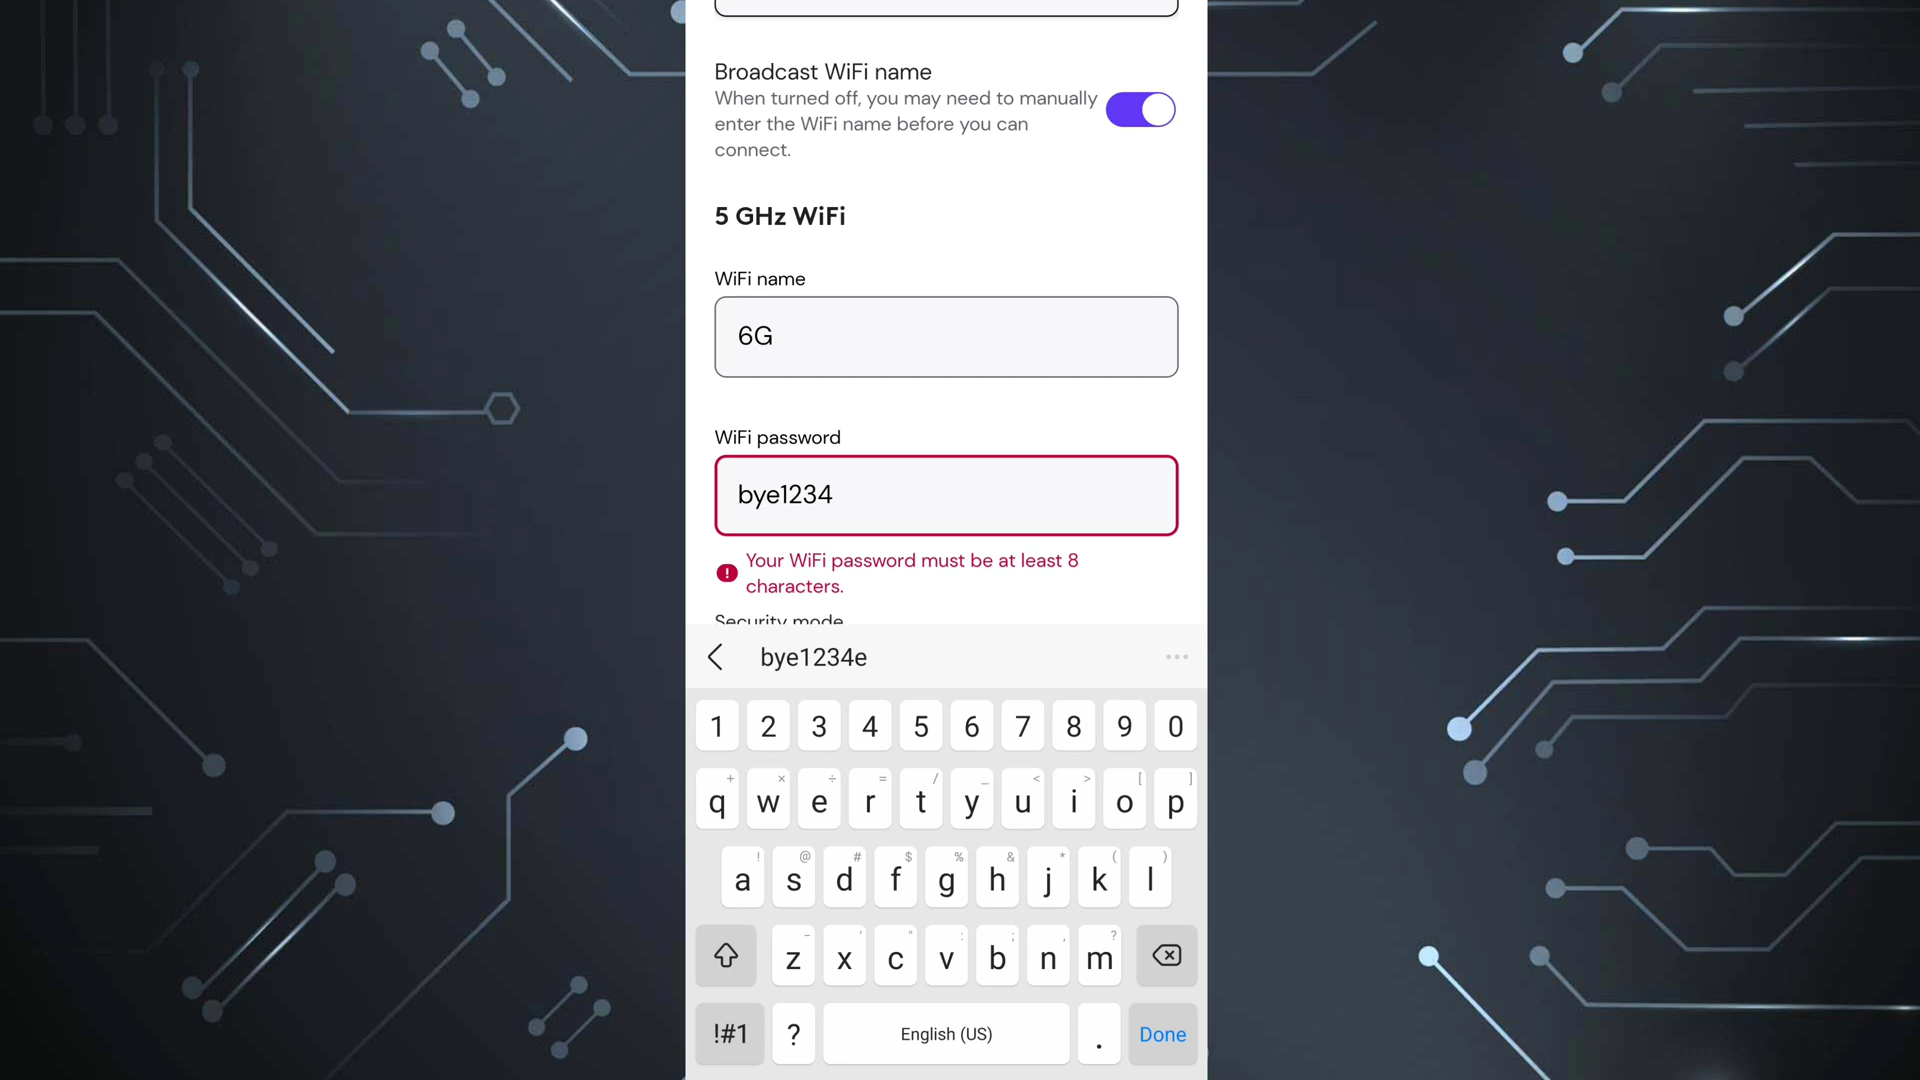 Broadcast WiFi name
When turned off, you may need to manually
enter the WiFi name before you can
connect.
5 GHz WiFi
WiFi name
6G
WiFi password
bye1234
Your WiFi password must be at least 8
characters.
Security mode
bye1234e
1 2 3 4 5 6 7 8 9 0
+ × ÷ = / _ < > [ ]
q w e r t y u i o p
! @ # $ % & * ( )
a s d f g h j k l
- ' " : ; , ?
z x c v b n m
!#1 ? English (US) . Done